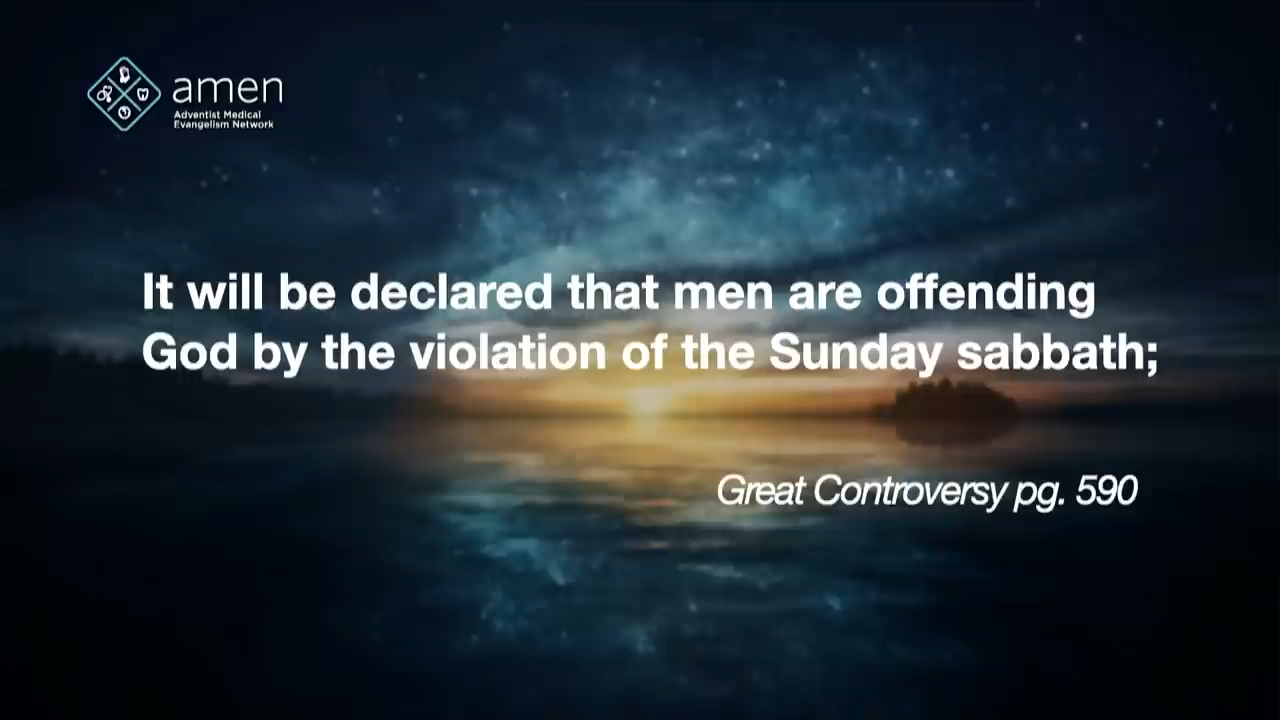 amen
Adventist Medical
Evangelism Network
It will be declared that men are offending
God by the violation of the Sunday sabbath;
Great Controversy pg. 590